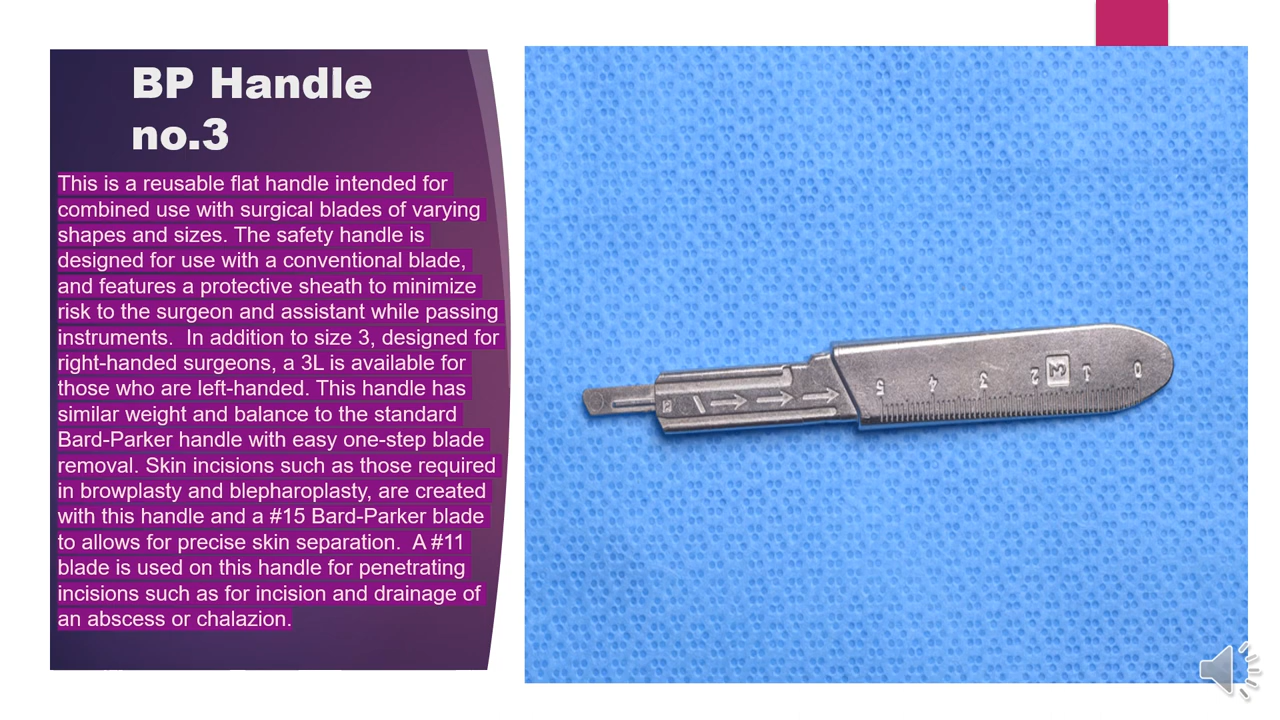 BP Handle
no.3
This is a reusable flat handle intended for
combined use with surgical blades of varying
shapes and sizes. The safety handle is
designed for use with a conventional blade,
and features a protective sheath to minimize
risk to the surgeon and assistant while passing
instruments.  In addition to size 3, designed for
right-handed surgeons, a 3L is available for
those who are left-handed. This handle has
similar weight and balance to the standard
Bard-Parker handle with easy one-step blade
removal. Skin incisions such as those required
in browplasty and blepharoplasty, are created
with this handle and a #15 Bard-Parker blade
to allows for precise skin separation.  A #11
blade is used on this handle for penetrating
incisions such as for incision and drainage of
an abscess or chalazion.
5 4 3 2 3 1 0